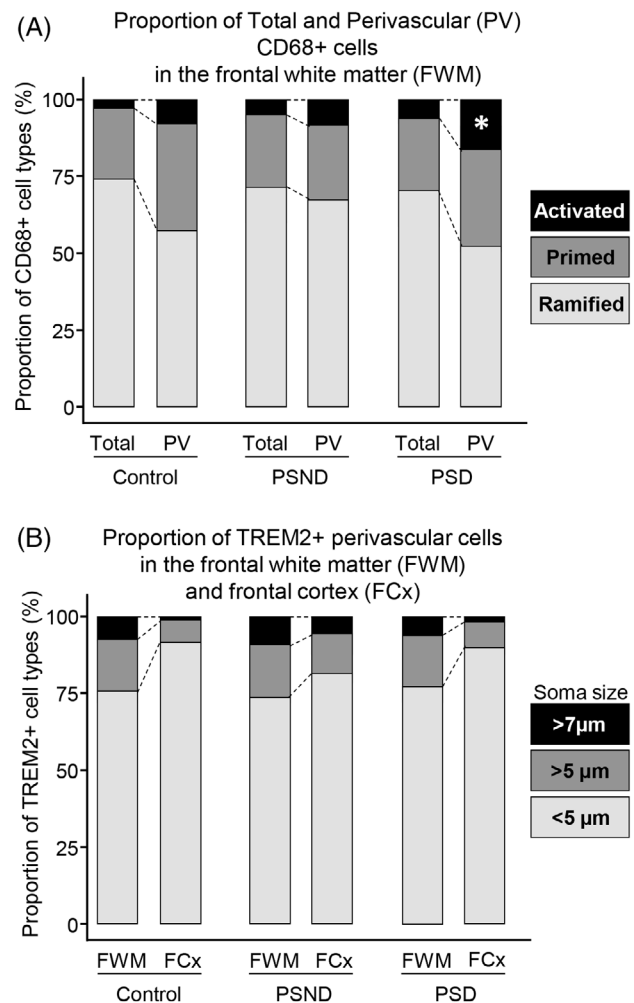 (A)
Proportion of Total and Perivascular (PV)
CD68+ cells
in the frontal white matter (FWM)
Proportion of CD68+ cell types (%)
100
75
50
25
0
*
Activated
Primed
Ramified
Total PV Total PV Total PV
Control PSND PSD
(B)
Proportion of TREM2+ perivascular cells
in the frontal white matter (FWM)
and frontal cortex (FCx)
Proportion of TREM2+ cell types (%)
100
75
50
25
0
Soma size
>7µm
>5 µm
<5 µm
FWM FCx FWM FCx FWM FCx
Control PSND PSD